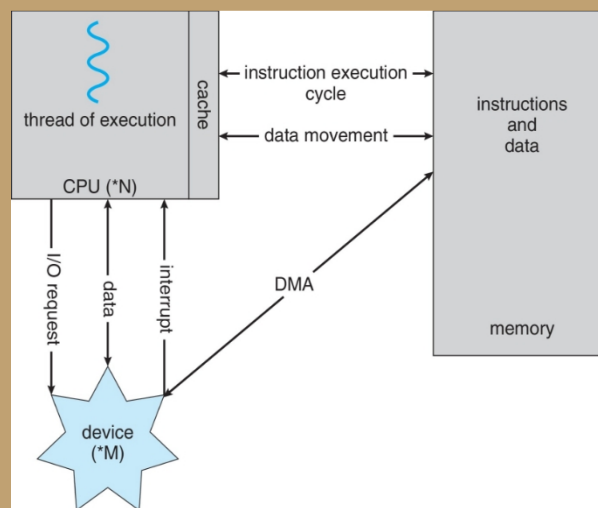 thread of execution
cache
CPU (*N)
instruction execution
cycle
data movement
instructions
and
data
memory
I/O request
data
interrupt
DMA
device
(*M)